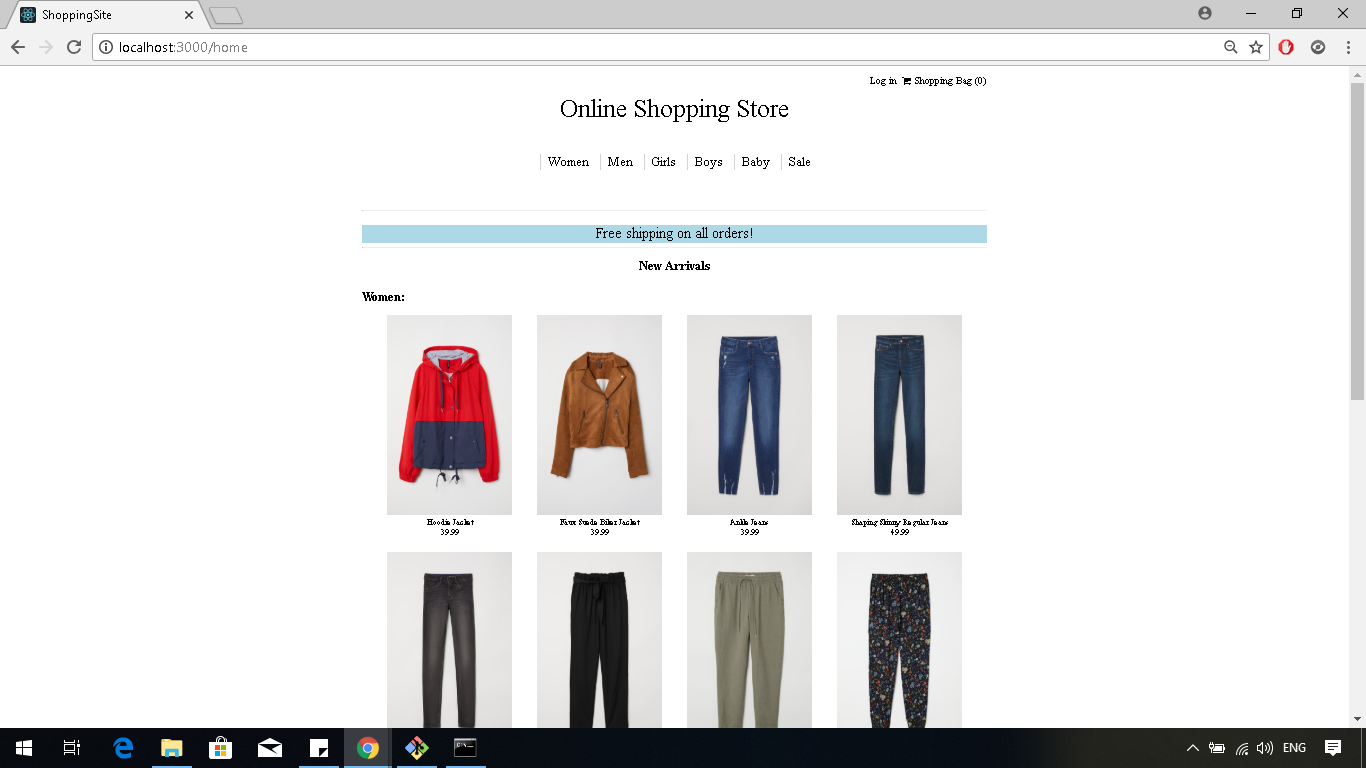 ShoppingSite
localhost:3000/home
Log in Shopping Bag (0)
Online Shopping Store
Women Men Girls Boys Baby Sale
Free shipping on all orders!
New Arrivals
Women:
Hoodie Jacket Faux Suede Biker Jacket Ankle Jeans Shaping Skinny Regular Jeans
39.99 39.99 39.99 49.99
ENG